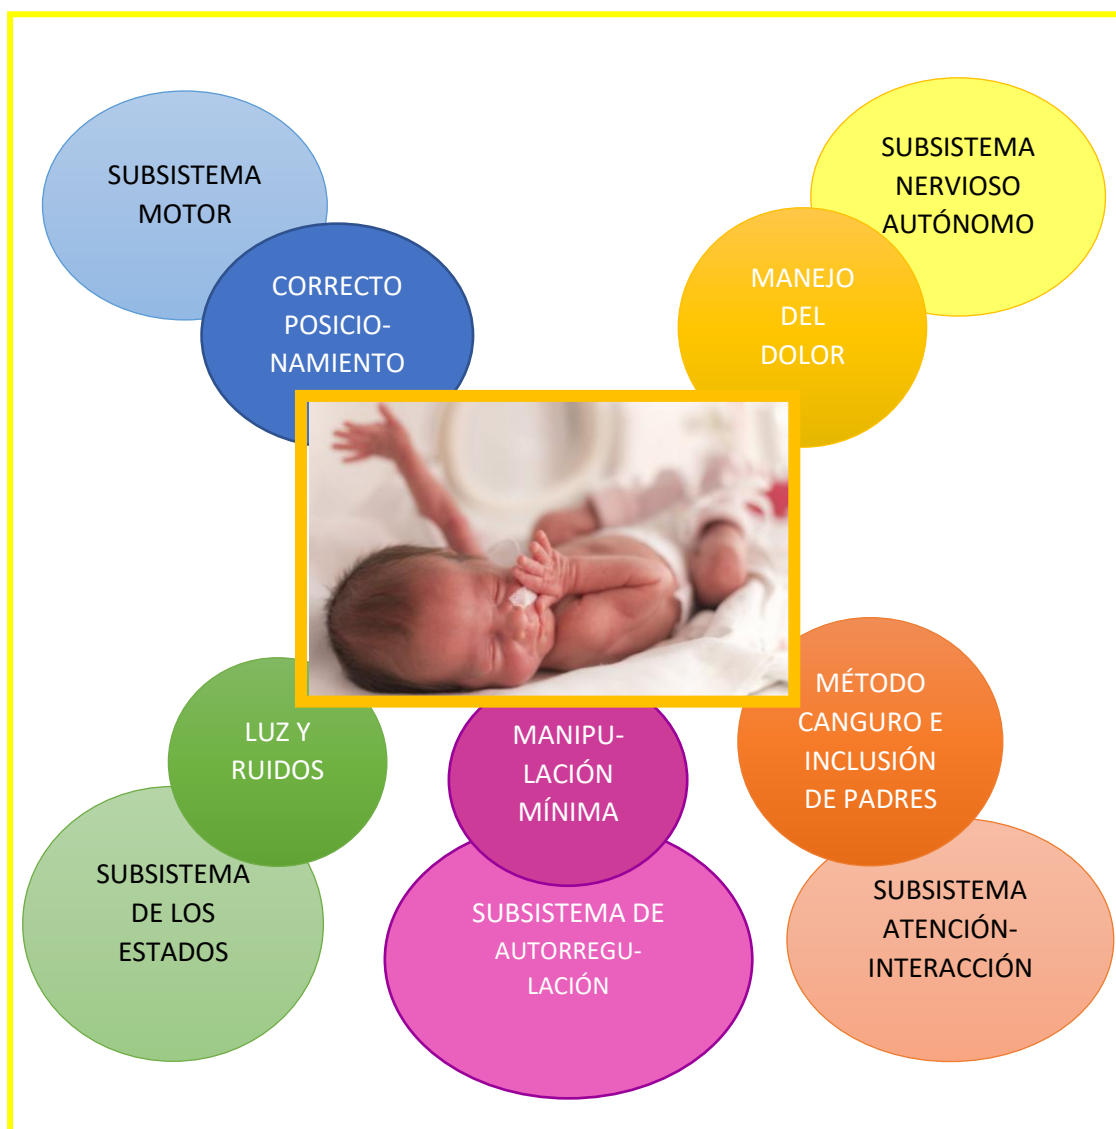 SUBSISTEMA
MOTOR
CORRECTO
POSICIO-
NAMIENTO
SUBSISTEMA
NERVIOSO
AUTÓNOMO
MANEJO
DEL
DOLOR
LUZ Y
RUIDOS
SUBSISTEMA
DE LOS
ESTADOS
MANIPU-
LACIÓN
MÍNIMA
SUBSISTEMA DE
AUTORREGU-
LACIÓN
MÉTODO
CANGURO E
INCLUSIÓN
DE PADRES
SUBSISTEMA
ATENCIÓN-
INTERACCIÓN